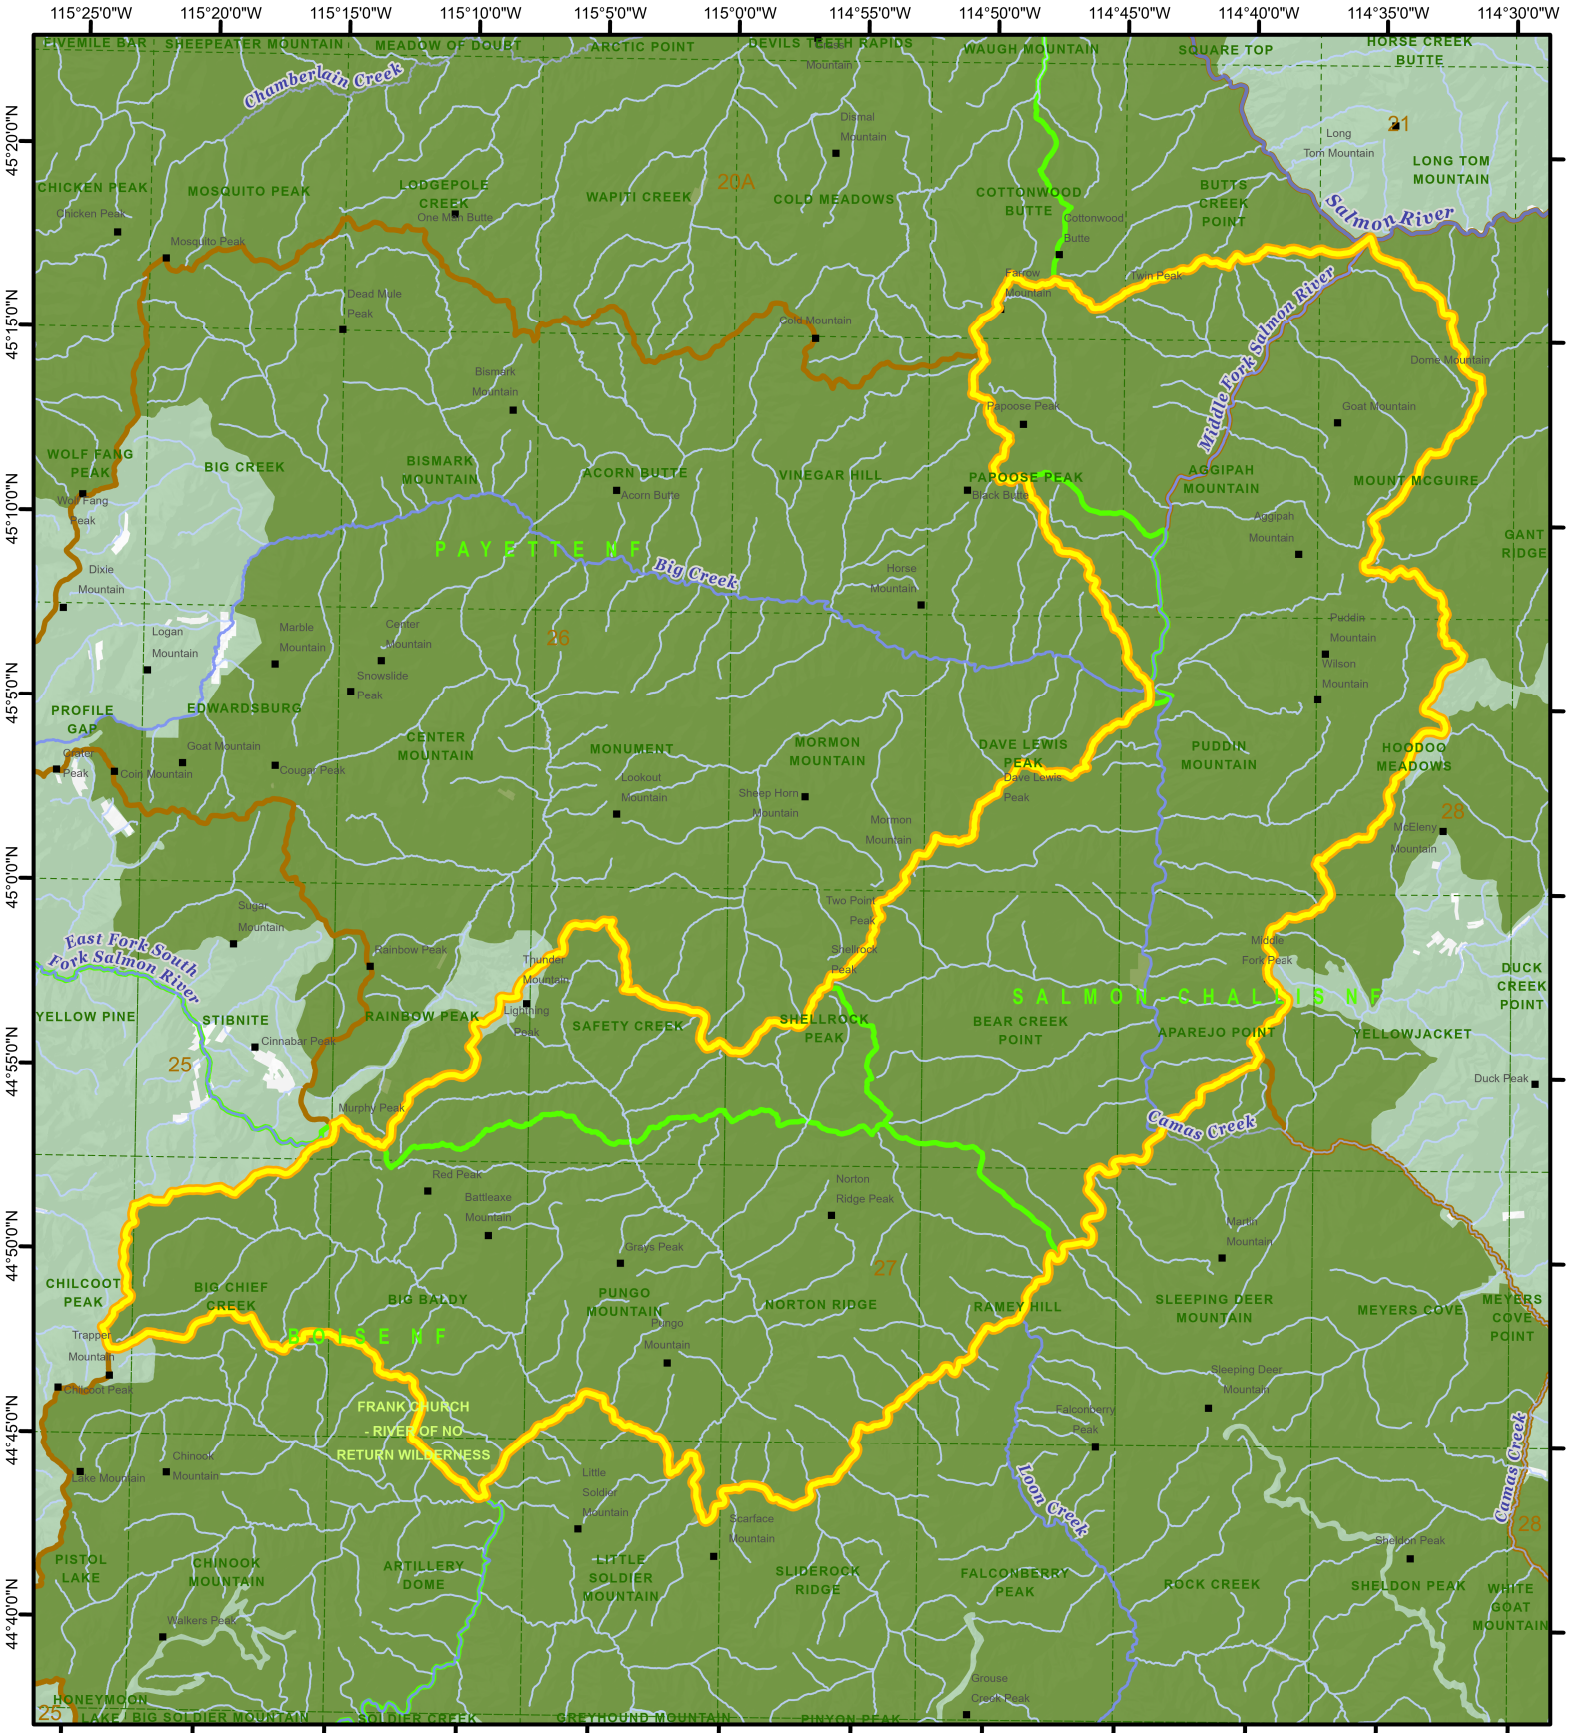 115°25'0"W
115°20'0"W
115°15'0"W
115°10'0"W
115°5'0"W
115°0'0"W
114°55'0"W
114°50'0"W
114°45'0"W
114°40'0"W
114°35'0"W
114°30'0"W
FIVEMILE BAR
SHEEPEATER MOUNTAIN
MEADOW OF DOUBT
ARCTIC POINT
DEVILS TEETH RAPIDS
Mountain
WAUGH MOUNTAIN
SQUARE TOP
HORSE CREEK
BUTTE
Chamberlain Creek
45°20'0"N
Dismal
Mountain
21
Long
Tom Mountain
LONG TOM
MOUNTAIN
CHICKEN PEAK
Chicken Peak
MOSQUITO PEAK
LODGEPOLE
CREEK
One Man Butte
WAPITI CREEK
20A
COLD MEADOWS
COTTONWOOD
BUTTE
Cottonwood
Butte
BUTTS
CREEK
POINT
Salmon River
Mosquito Peak
Farrow
Mountain
Twin Peak
Dead Mule
Peak
45°15'0"N
Cold Mountain
Middle Fork Salmon River
Dome Mountain
Bismark
Mountain
Papoose Peak
Goat Mountain
WOLF FANG
PEAK
BIG CREEK
BISMARK
MOUNTAIN
ACORN BUTTE
Acorn Butte
VINEGAR HILL
PAPOOSE PEAK
Black Butte
AGGIPAH
MOUNTAIN
MOUNT MCGUIRE
Wolf Fang
Peak
45°10'0"N
Aggipah
Mountain
GANT
RIDGE
PAYETTE NF
Big Creek
Dixie
Mountain
Horse
Mountain
Logan
Mountain
Marble
Mountain
Center
Mountain
26
Puddin
Mountain
Wilson
Mountain
Snowslide
Peak
45°5'0"N
PROFILE
GAP
EDWARDSBURG
Goat Mountain
CENTER
MOUNTAIN
MONUMENT
MORMON
MOUNTAIN
DAVE LEWIS
PEAK
Dave Lewis
Peak
PUDDIN
MOUNTAIN
HOODOO
MEADOWS
Crater
Peak
Coin Mountain
Cougar Peak
Lookout
Mountain
Sheep Horn
Mountain
Mormon
Mountain
28
McEleny
Mountain
45°0'0"N
Sugar
Mountain
Two Point
Peak
East Fork South
Fork Salmon River
Rainbow Peak
Thunder
Mountain
Shellrock
Peak
Middle
Fork Peak
DUCK
CREEK
POINT
SALMON-CHALLIS NF
YELLOW PINE
STIBNITE
RAINBOW PEAK
Lightning
Peak
SAFETY CREEK
SHELLROCK
PEAK
BEAR CREEK
POINT
APAREJO POINT
YELLOWJACKET
Cinnabar Peak
25
44°55'0"N
Duck Peak
Murphy Peak
Camas Creek
Red Peak
Battleaxe
Mountain
Norton
Ridge Peak
Martin
Mountain
44°50'0"N
Grays Peak
27
CHILCOOT
PEAK
BIG CHIEF
CREEK
BIG BALDY
PUNGO
MOUNTAIN
NORTON RIDGE
RAMEY HILL
SLEEPING DEER
MOUNTAIN
MEYERS COVE
MEYERS
COVE
POINT
BOISE NF
Trapper
Mountain
Pungo
Mountain
Chilcoot Peak
Sleeping Deer
Mountain
FRANK CHURCH
- RIVER OF NO
RETURN WILDERNESS
Falconberry
Peak
44°45'0"N
Lake Mountain
Chinook
Mountain
Little
Soldier
Mountain
Loon Creek
Camas Creek
Scarface
Mountain
28
Sheldon Peak
PISTOL
LAKE
CHINOOK
MOUNTAIN
ARTILLERY
DOME
LITTLE
SOLDIER
MOUNTAIN
SLIDEROCK
RIDGE
FALCONBERRY
PEAK
ROCK CREEK
SHELDON PEAK
WHITE
GOAT
MOUNTAIN
44°40'0"N
Walkers Peak
Grouse
Creek Peak
25
HONEYMOON
LAKE
BIG SOLDIER MOUNTAIN
SOLDIER CREEK
GREYHOUND MOUNTAIN
PINYON PEAK